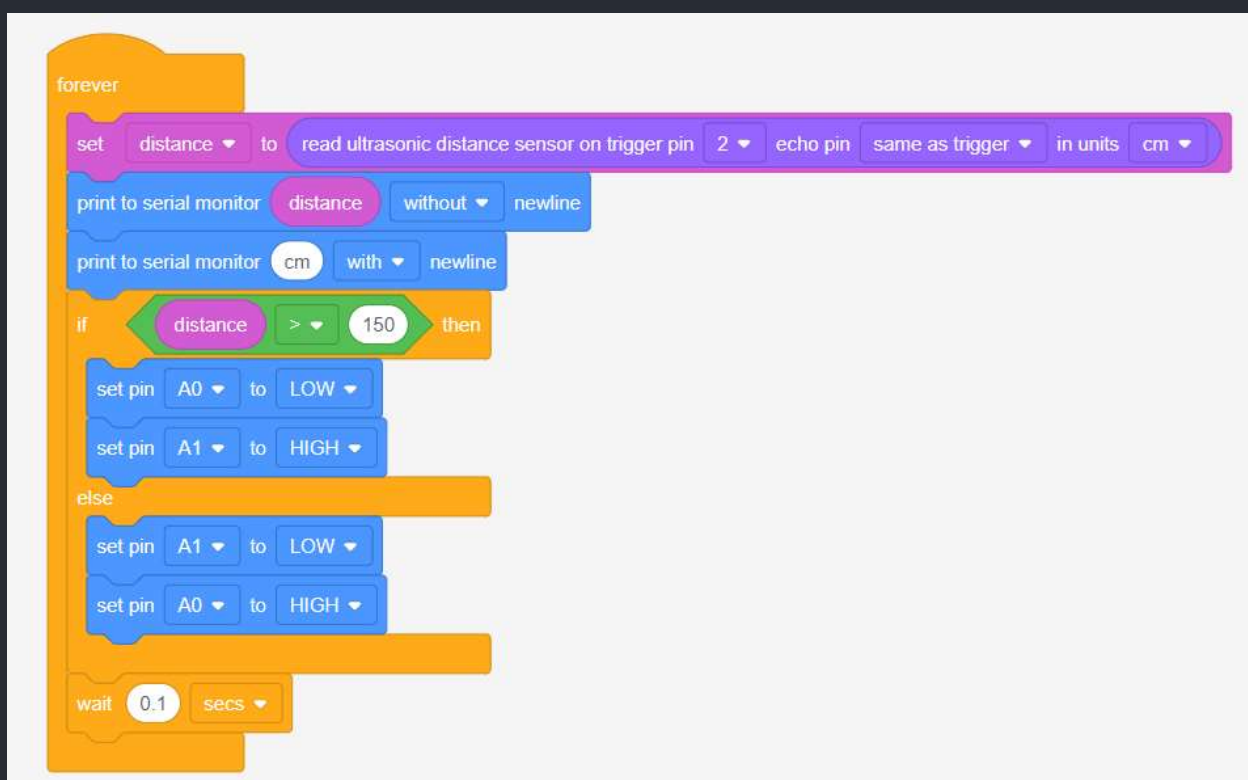 forever
set distance to read ultrasonic distance sensor on trigger pin 2 echo pin same as trigger in units cm
print to serial monitor distance without newline
print to serial monitor cm with newline
if distance > 150 then
set pin A0 to LOW
set pin A1 to HIGH
else
set pin A1 to LOW
set pin A0 to HIGH
wait 0.1 secs